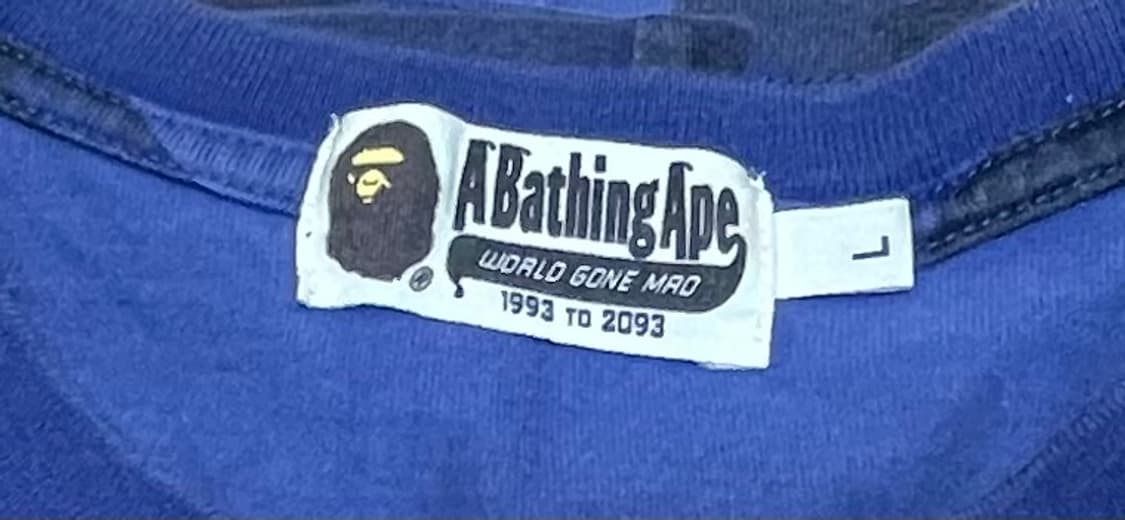 A Bathing Ape
WORLD GONE MAD
1993 TO 2093
®
L